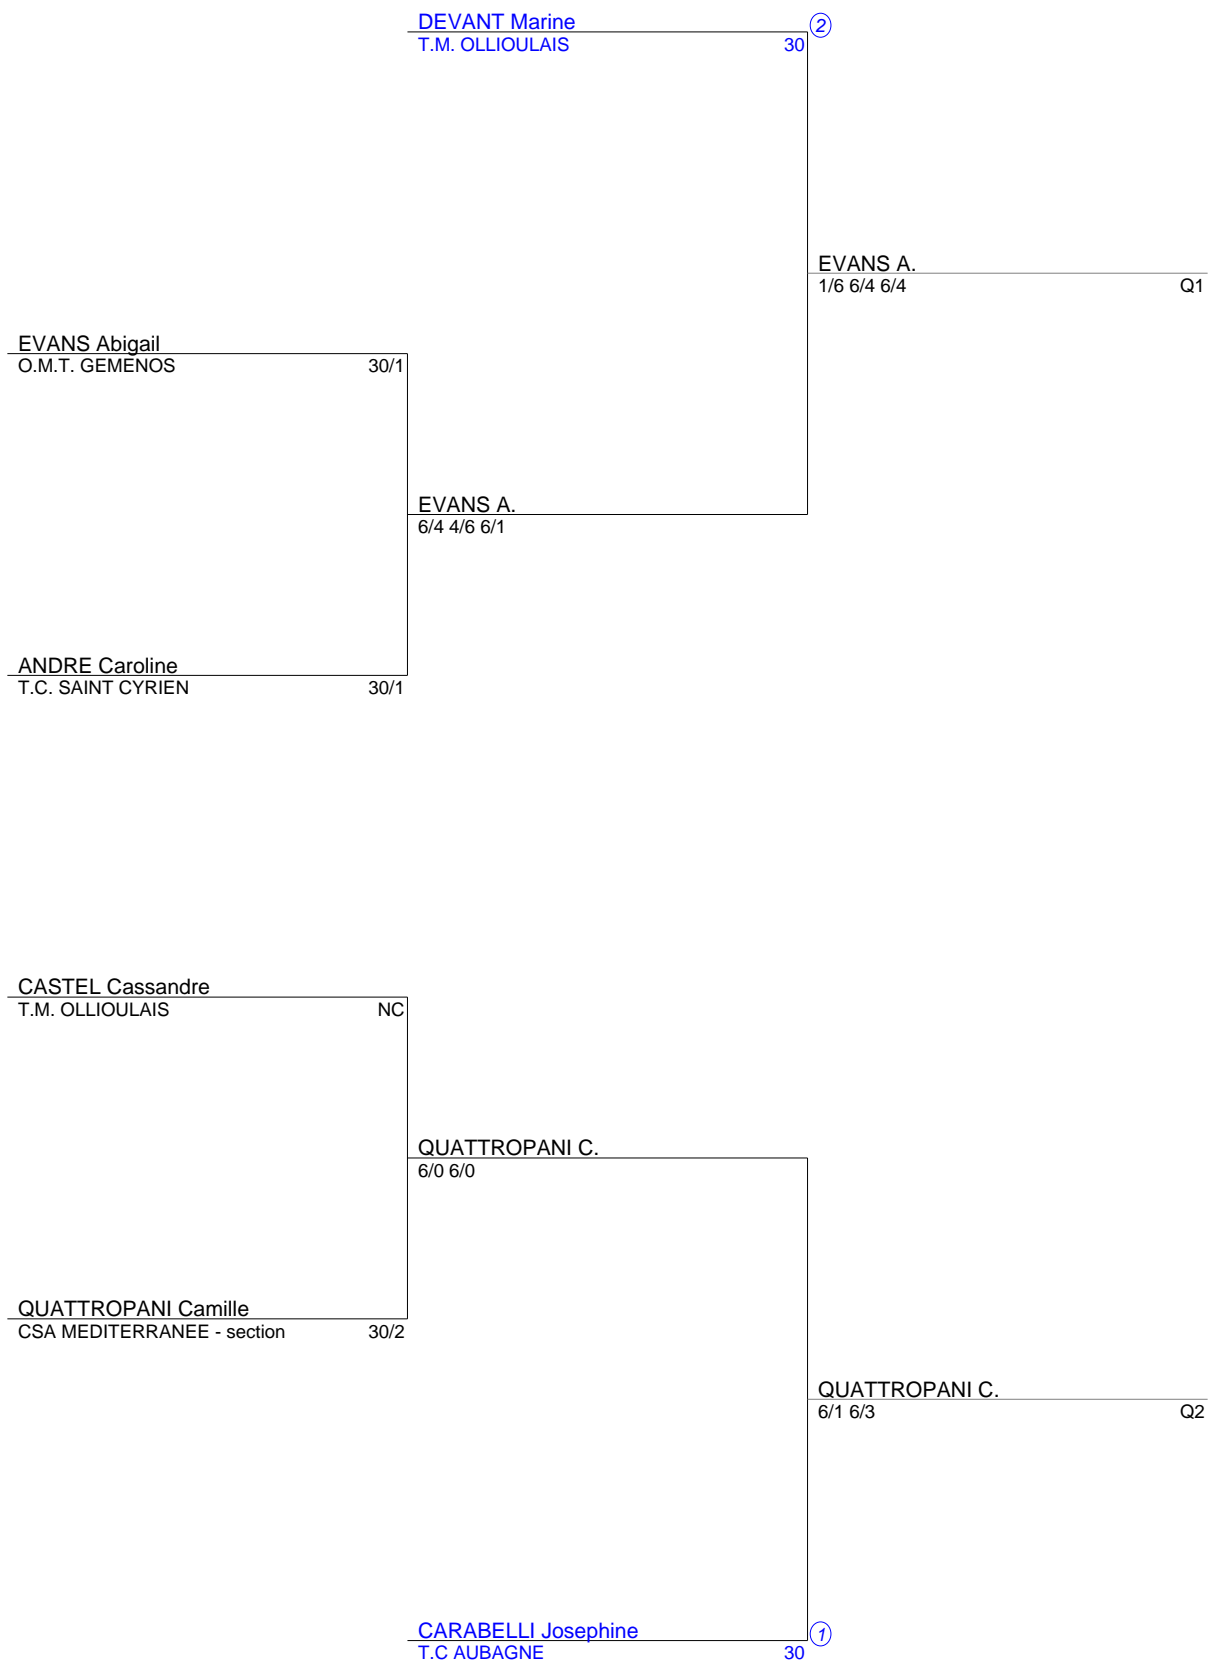 DEVANT Marine 2
T.M. OLLIOULAIS 30
EVANS A.
1/6 6/4 6/4 Q1
EVANS Abigail
O.M.T. GEMENOS 30/1
EVANS A.
6/4 4/6 6/1
ANDRE Caroline
T.C. SAINT CYRIEN 30/1
CASTEL Cassandre
T.M. OLLIOULAIS NC
QUATTROPANI C.
6/0 6/0
QUATTROPANI Camille
CSA MEDITERRANEE - section 30/2
QUATTROPANI C.
6/1 6/3 Q2
CARABELLI Josephine 1
T.C AUBAGNE 30